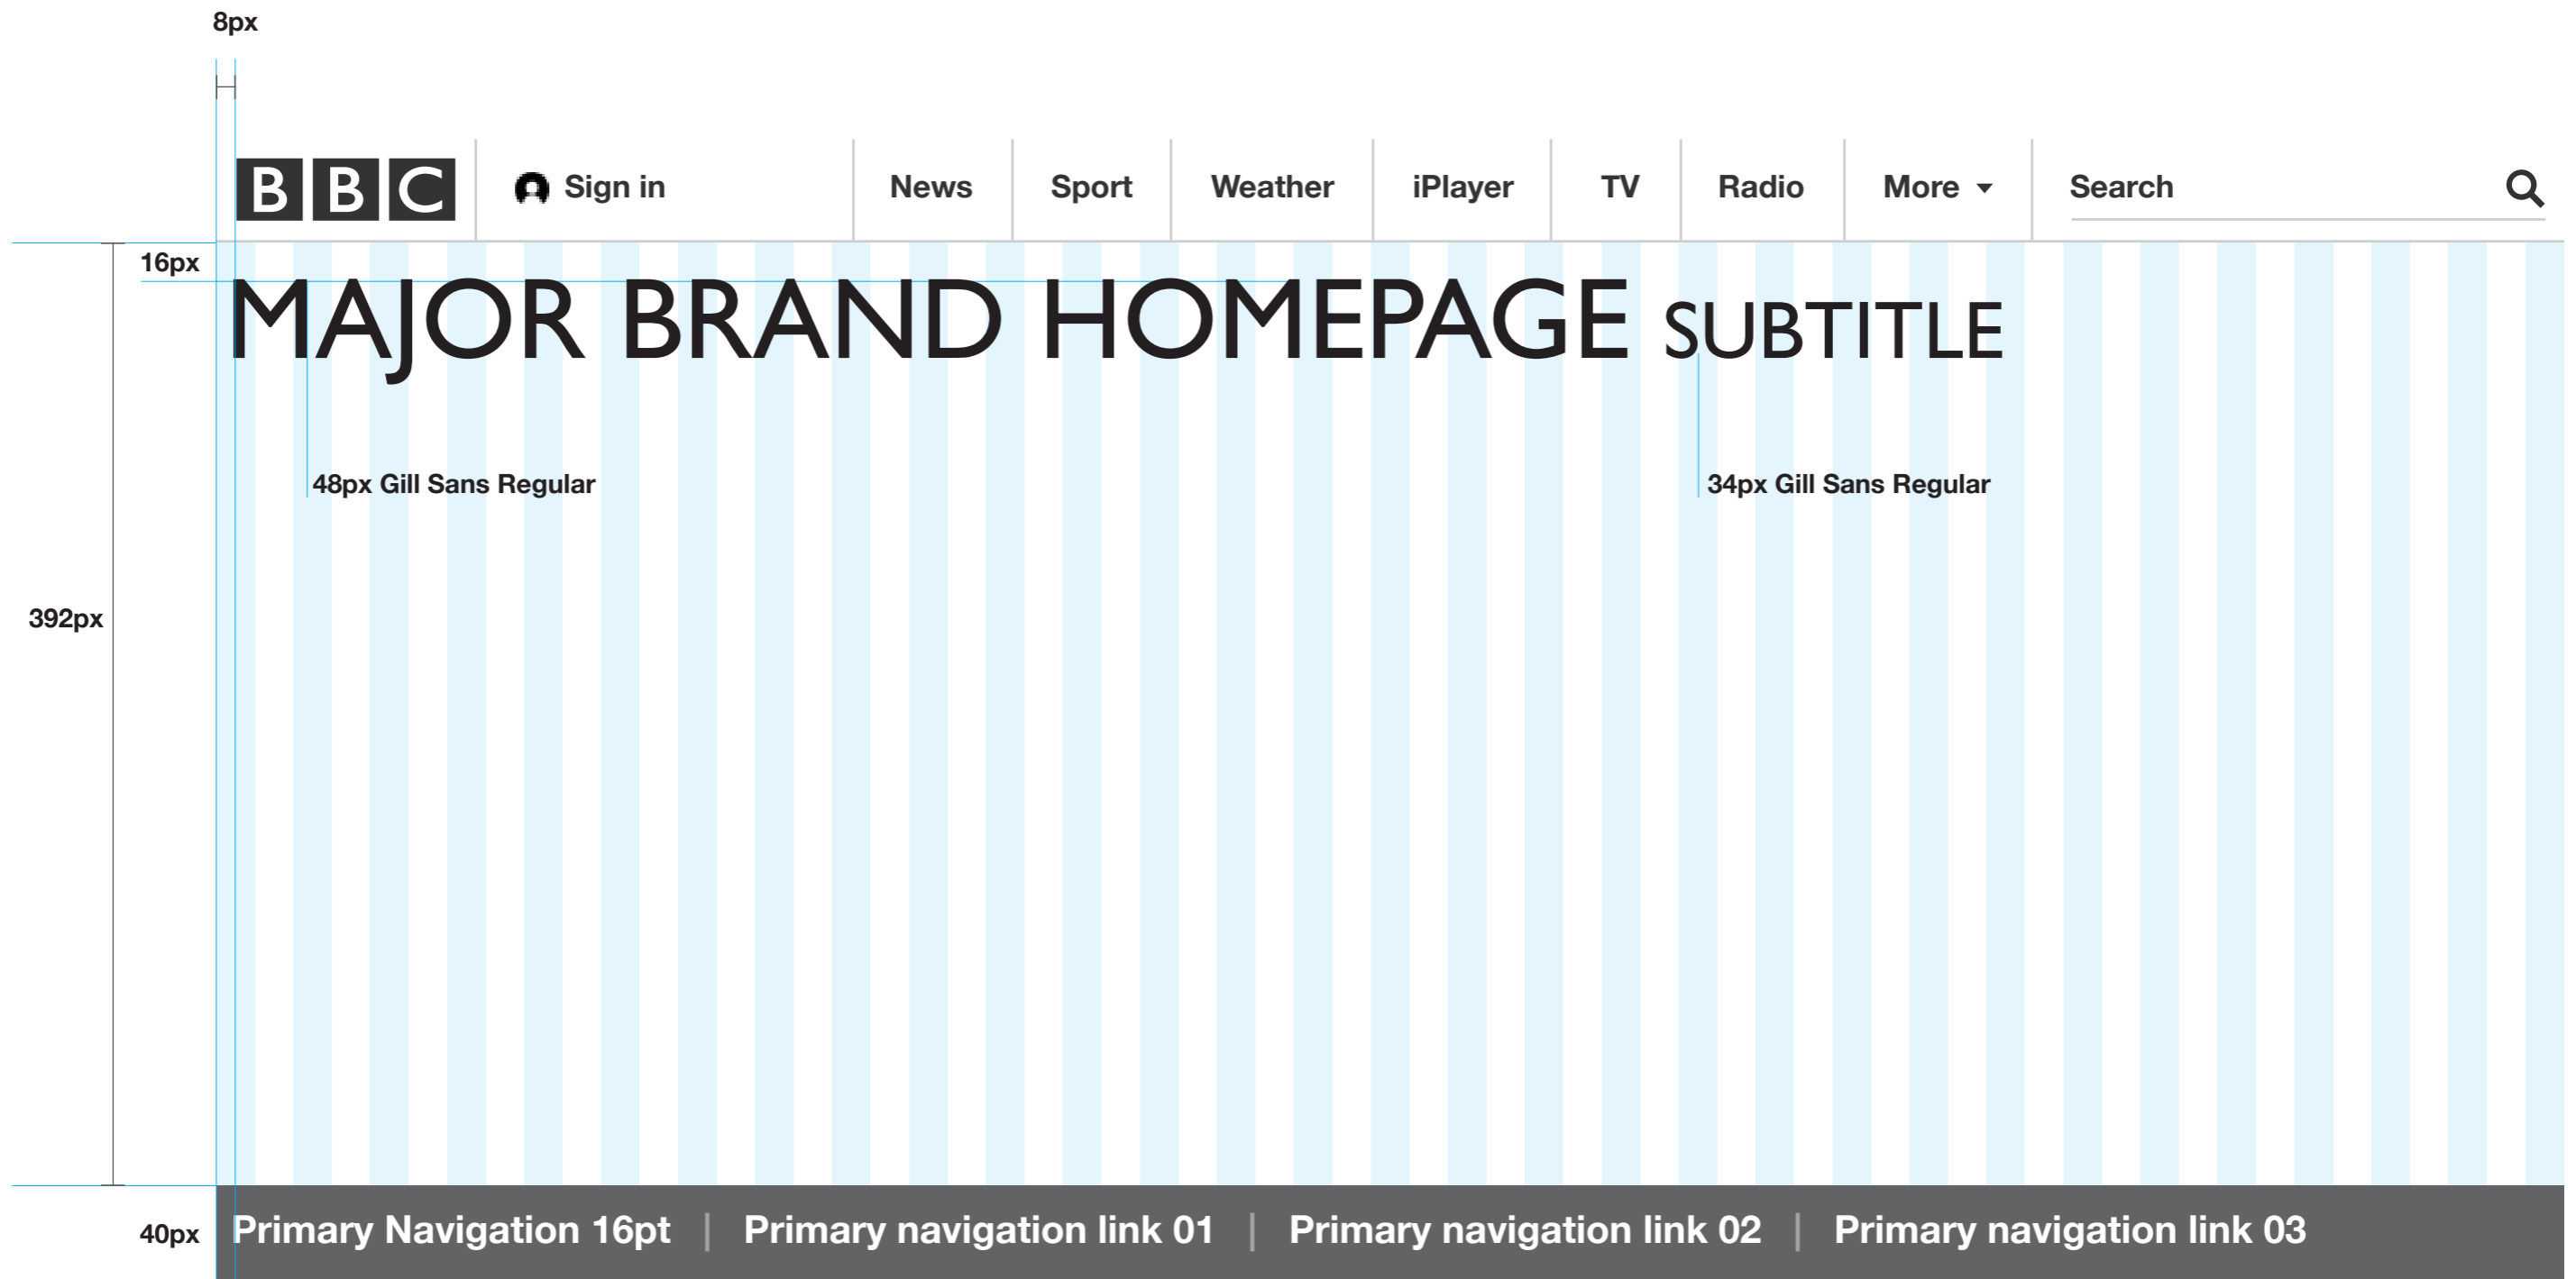 8px
BBC Sign in News Sport Weather iPlayer TV Radio More Search
16px
MAJOR BRAND HOMEPAGE SUBTITLE
48px Gill Sans Regular 34px Gill Sans Regular
392px
40px Primary Navigation 16pt | Primary navigation link 01 | Primary navigation link 02 | Primary navigation link 03